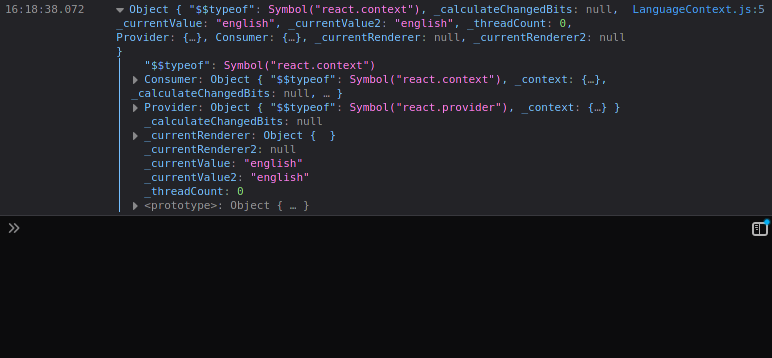 16:18:38.072 Object { "$$typeof": Symbol("react.context"), _calculateChangedBits: null, LanguageContext.js:5
_currentValue: "english", _currentValue2: "english", _threadCount: 0,
Provider: {…}, Consumer: {…}, _currentRenderer: null, _currentRenderer2: null
}
"$$typeof": Symbol("react.context")
Consumer: Object { "$$typeof": Symbol("react.context"), _context: {…},
_calculateChangedBits: null, … }
Provider: Object { "$$typeof": Symbol("react.provider"), _context: {…} }
_calculateChangedBits: null
_currentRenderer: Object {  }
_currentRenderer2: null
_currentValue: "english"
_currentValue2: "english"
_threadCount: 0
<prototype>: Object { … }